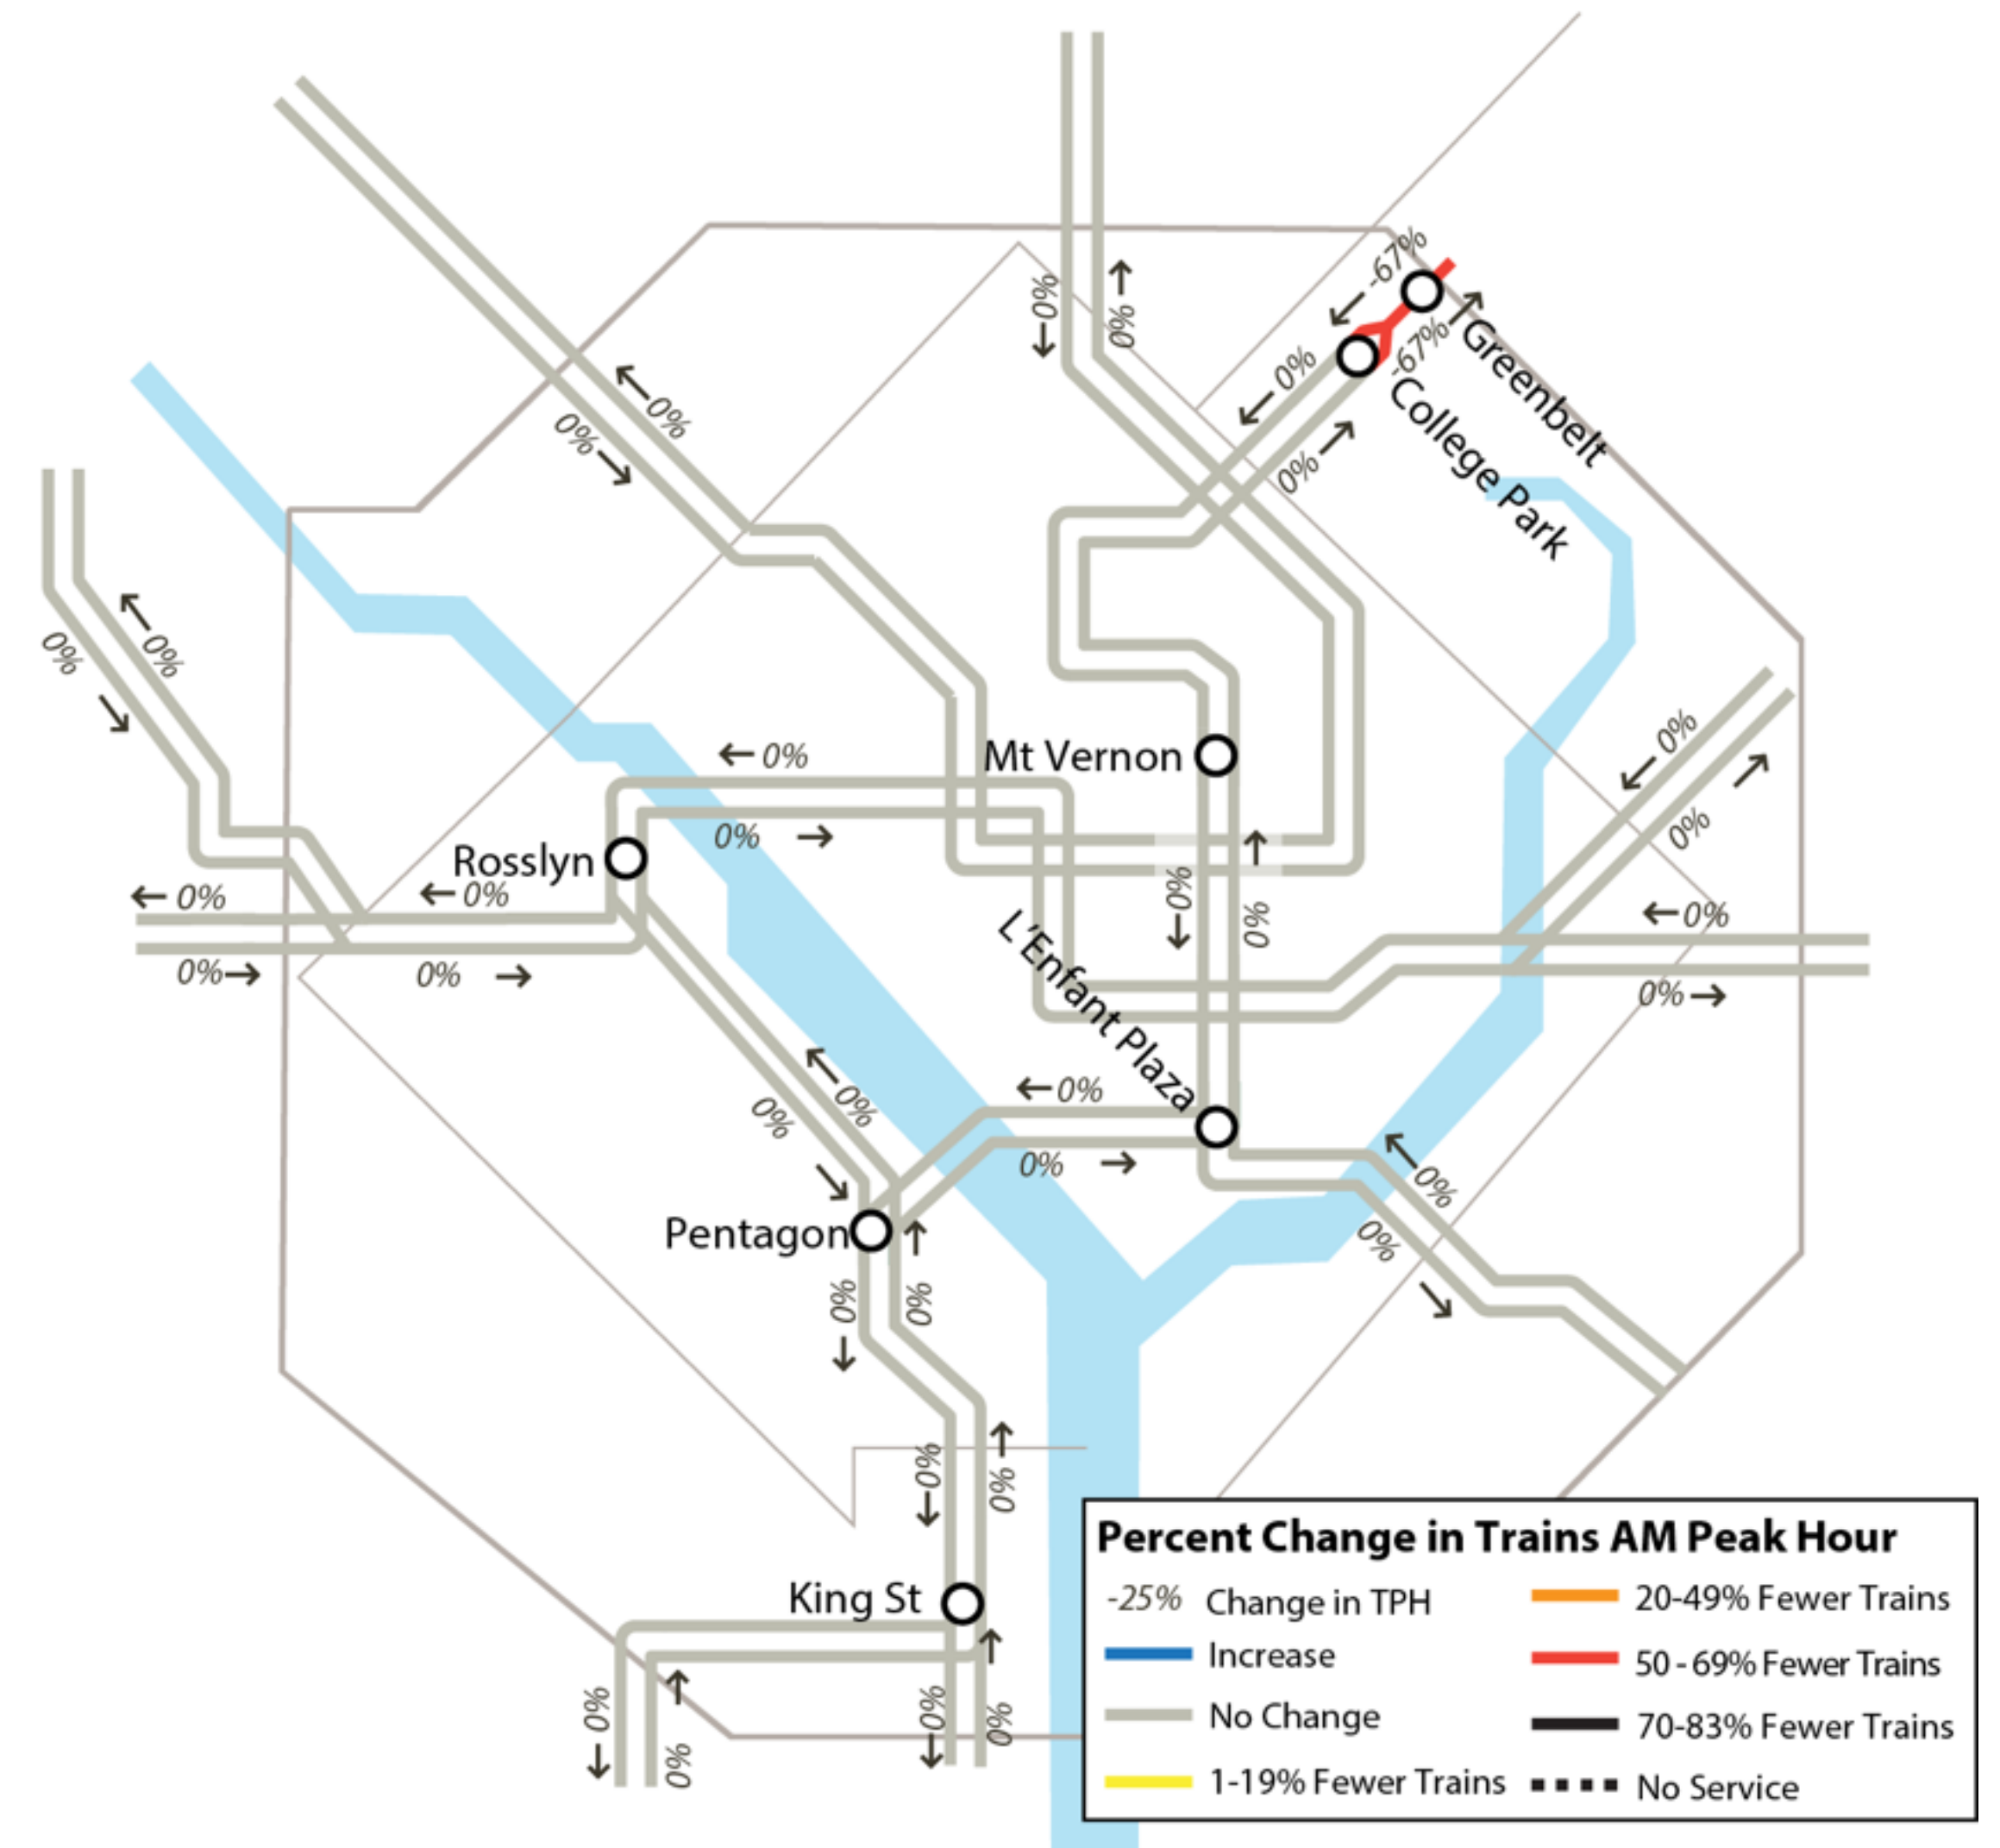 -67%
-67%
Greenbelt
College Park
0%
0%
0%
0%
0%
0%
0%
0%
Mt Vernon
0%
0%
Rosslyn
0%
0%
0%
0%
0%
0%
0%
0%
0%
0%
L'Enfant Plaza
0%
0%
0%
0%
0%
0%
Pentagon
0%
0%
0%
0%
0%
0%
King St
0%
0%
0%
0%
Percent Change in Trains AM Peak Hour
-25% Change in TPH
Increase
No Change
1-19% Fewer Trains
20-49% Fewer Trains
50-69% Fewer Trains
70-83% Fewer Trains
No Service